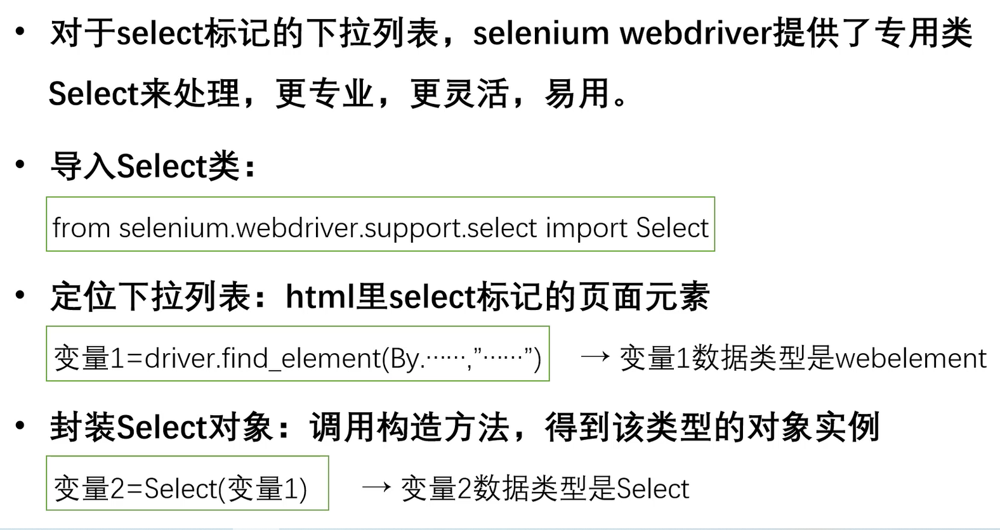 • 对于select标记的下拉列表，selenium webdriver提供了专用类
Select来处理，更专业，更灵活，易用。
• 导入Select类：
from selenium.webdriver.support.select import Select
• 定位下拉列表：html里select标记的页面元素
变量1=driver.find_element(By.……,”……”) → 变量1数据类型是webelement
• 封装Select对象：调用构造方法，得到该类型的对象实例
变量2=Select(变量1) → 变量2数据类型是Select